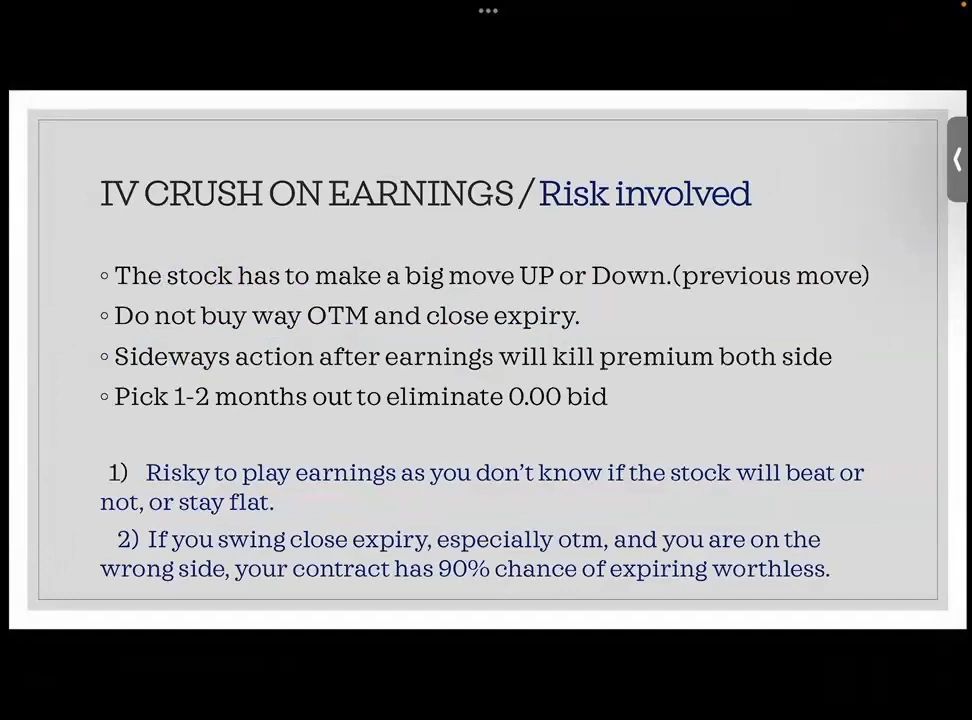 IV CRUSH ON EARNINGS / Risk involved
◦ The stock has to make a big move UP or Down.(previous move)
◦ Do not buy way OTM and close expiry.
◦ Sideways action after earnings will kill premium both side
◦ Pick 1-2 months out to eliminate 0.00 bid
1) Risky to play earnings as you don't know if the stock will beat or
not, or stay flat.
2) If you swing close expiry, especially otm, and you are on the
wrong side, your contract has 90% chance of expiring worthless.